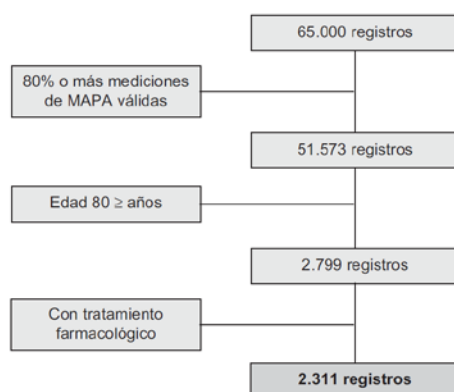 65.000 registros
80% o más mediciones
de MAPA válidas
51.573 registros
Edad 80 ≥ años
2.799 registros
Con tratamiento
farmacológico
2.311 registros